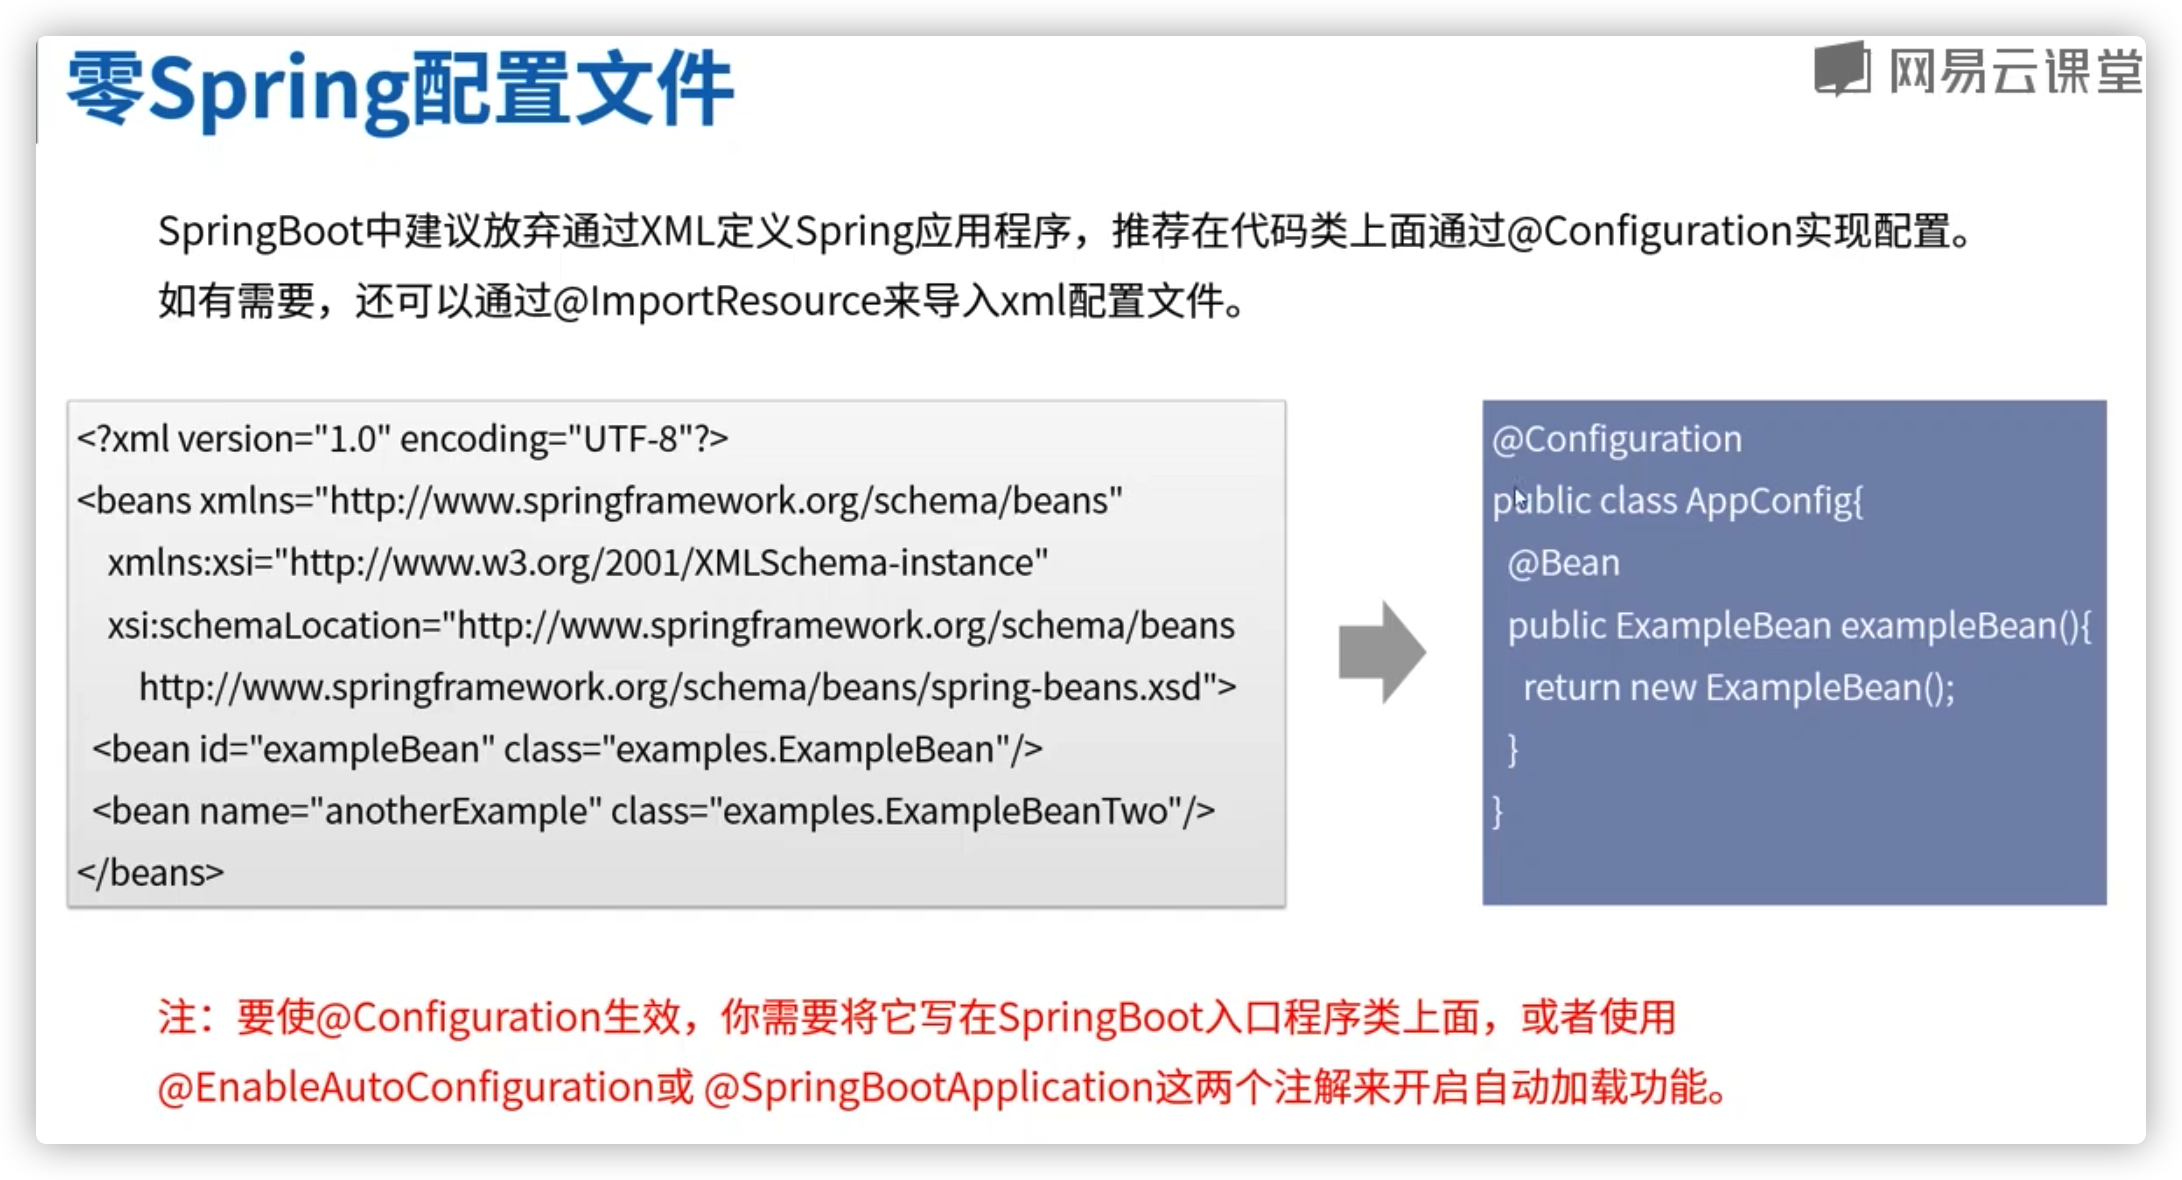 零Spring配置文件
网易云课堂
SpringBoot中建议放弃通过XML定义Spring应用程序，推荐在代码类上面通过@Configuration实现配置。
如有需要，还可以通过@ImportResource来导入xml配置文件。
<?xml version="1.0" encoding="UTF-8"?>
<beans xmlns="http://www.springframework.org/schema/beans"
xmlns:xsi="http://www.w3.org/2001/XMLSchema-instance"
xsi:schemaLocation="http://www.springframework.org/schema/beans
http://www.springframework.org/schema/beans/spring-beans.xsd">
<bean id="exampleBean" class="examples.ExampleBean"/>
<bean name="anotherExample" class="examples.ExampleBeanTwo"/>
</beans>
@Configuration
public class AppConfig{
@Bean
public ExampleBean exampleBean(){
return new ExampleBean();
}
}
注：要使@Configuration生效，你需要将它写在SpringBoot入口程序类上面，或者使用
@EnableAutoConfiguration或 @SpringBootApplication这两个注解来开启自动加载功能。